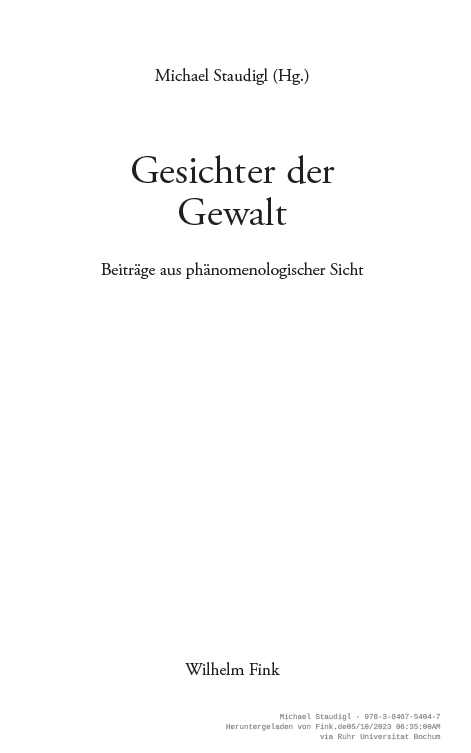 Michael Staudigl (Hg.)
Gesichter der
Gewalt
Beiträge aus phänomenologischer Sicht
Wilhelm Fink
Michael Staudigl - 978-3-8467-5404-7
Heruntergeladen von Fink.de05/10/2023 06:35:00AM
via Ruhr Universitat Bochum